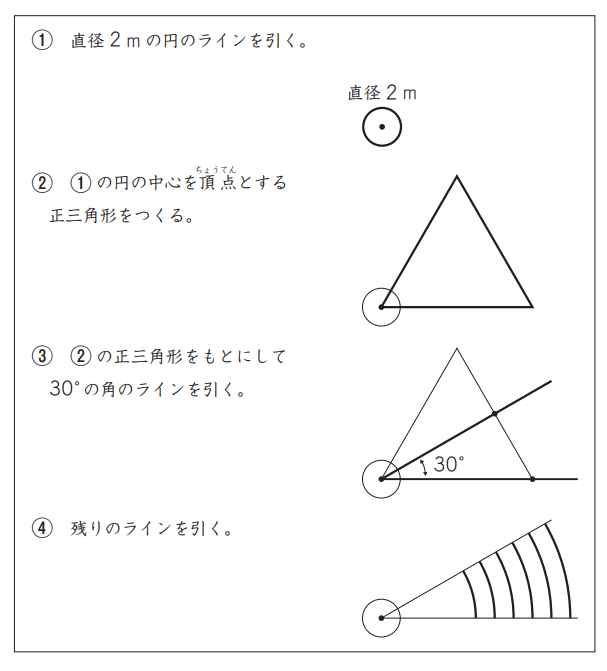 ① 直径2mの円のラインを引く。
直径2m
② ①の円の中心を頂点とする
ちょうてん
正三角形をつくる。
③ ②の正三角形をもとにして
30°の角のラインを引く。
30°
④ 残りのラインを引く。